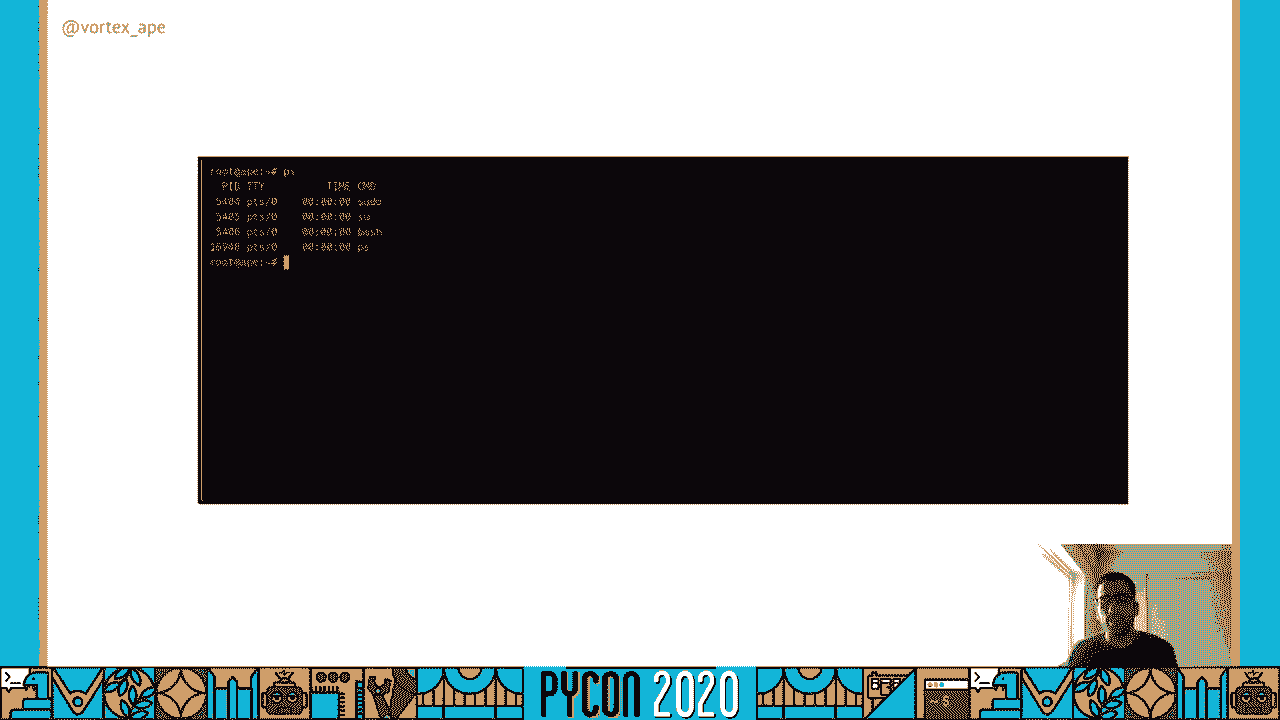 @vortex_ape
root@ape:~# ps
PID TTY TIME CMD
5404 pts/0 00:00:00 sudo
5405 pts/0 00:00:00 su
5406 pts/0 00:00:00 bash
pts/0 00:00:00 ps
root@ape:~#
PYCON 2020